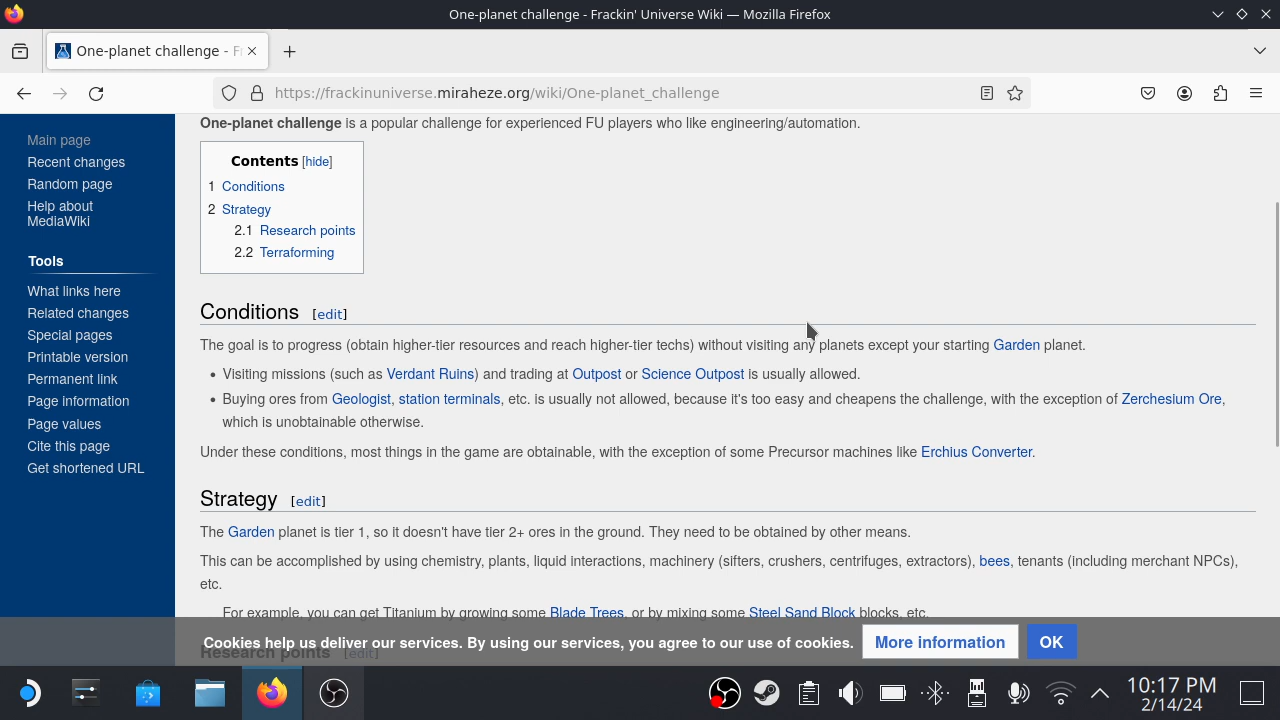 One-planet challenge - Frackin' Universe Wiki — Mozilla Firefox
One-planet challenge - F
https://frackinuniverse.miraheze.org/wiki/One-planet_challenge
Main page
Recent changes
Random page
Help about
MediaWiki
Tools
What links here
Related changes
Special pages
Printable version
Permanent link
Page information
Page values
Cite this page
Get shortened URL
One-planet challenge is a popular challenge for experienced FU players who like engineering/automation.
Contents [hide]
1 Conditions
2 Strategy
2.1 Research points
2.2 Terraforming
Conditions [edit]
The goal is to progress (obtain higher-tier resources and reach higher-tier techs) without visiting any planets except your starting Garden planet.
• Visiting missions (such as Verdant Ruins) and trading at Outpost or Science Outpost is usually allowed.
• Buying ores from Geologist, station terminals, etc. is usually not allowed, because it's too easy and cheapens the challenge, with the exception of Zerchesium Ore,
which is unobtainable otherwise.
Under these conditions, most things in the game are obtainable, with the exception of some Precursor machines like Erchius Converter.
Strategy [edit]
The Garden planet is tier 1, so it doesn't have tier 2+ ores in the ground. They need to be obtained by other means.
This can be accomplished by using chemistry, plants, liquid interactions, machinery (sifters, crushers, centrifuges, extractors), bees, tenants (including merchant NPCs),
etc.
For example, you can get Titanium by growing some Blade Trees, or by mixing some Steel Sand Block blocks, etc.
Research points [edit]
Cookies help us deliver our services. By using our services, you agree to our use of cookies. More information OK
10:17 PM
2/14/24